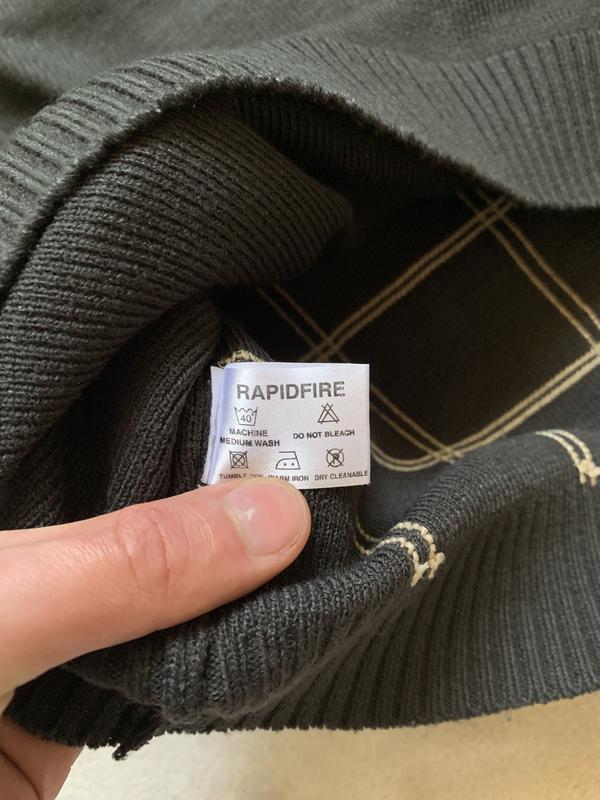 RAPIDFIRE
40°
MACHINE
MEDIUM WASH
DO NOT BLEACH
TUMBLE DRY WARM IRON DRY CLEANABLE